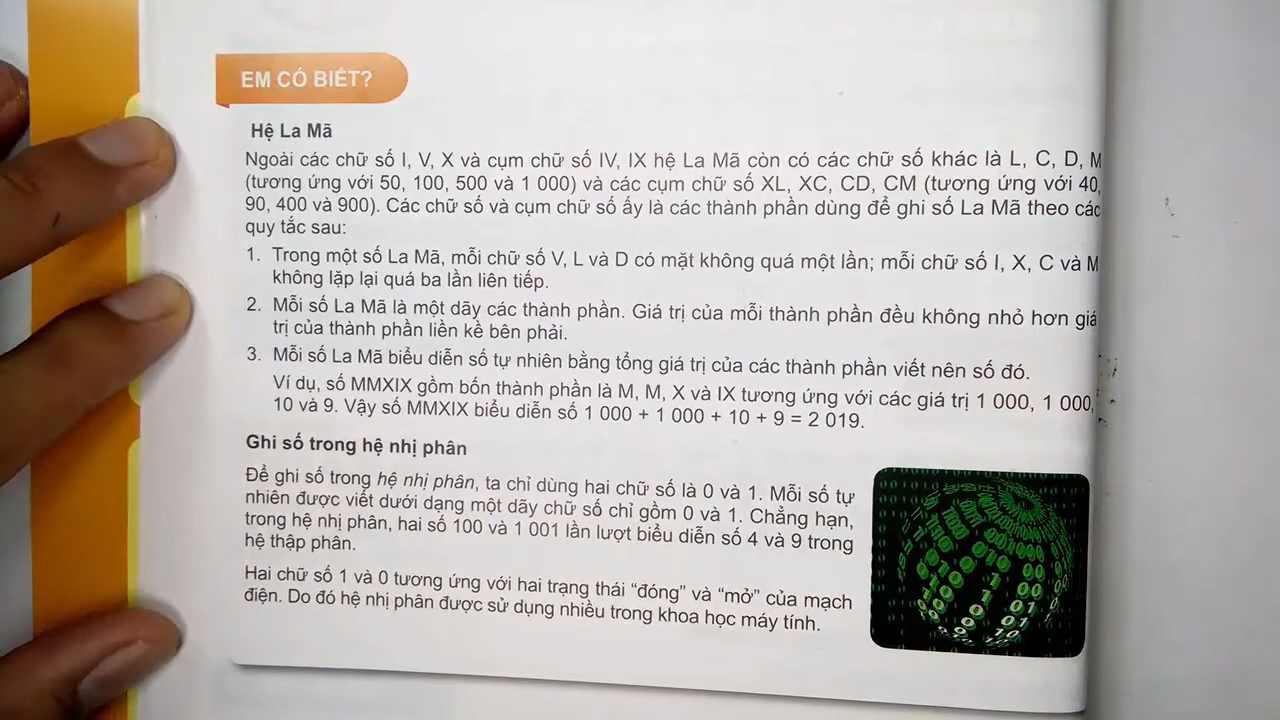 EM CÓ BIẾT?
Hệ La Mã
Ngoài các chữ số I, V, X và cụm chữ số IV, IX hệ La Mã còn có các chữ số khác là L, C, D, M
(tương ứng với 50, 100, 500 và 1 000) và các cụm chữ số XL, XC, CD, CM (tương ứng với 40,
90, 400 và 900). Các chữ số và cụm chữ số ấy là các thành phần dùng để ghi số La Mã theo các
quy tắc sau:
1. Trong một số La Mã, mỗi chữ số V, L và D có mặt không quá một lần; mỗi chữ số I, X, C và M
không lặp lại quá ba lần liên tiếp.
2. Mỗi số La Mã là một dãy các thành phần. Giá trị của mỗi thành phần đều không nhỏ hơn giá
trị của thành phần liền kề bên phải.
3. Mỗi số La Mã biểu diễn số tự nhiên bằng tổng giá trị của các thành phần viết nên số đó.
Ví dụ, số MMXIX gồm bốn thành phần là M, M, X và IX tương ứng với các giá trị 1 000, 1 000,
10 và 9. Vậy số MMXIX biểu diễn số 1 000 + 1 000 + 10 + 9 = 2 019.
Ghi số trong hệ nhị phân
Để ghi số trong hệ nhị phân, ta chỉ dùng hai chữ số là 0 và 1. Mỗi số tự
nhiên được viết dưới dạng một dãy chữ số chỉ gồm 0 và 1. Chẳng hạn,
trong hệ nhị phân, hai số 100 và 1 001 lần lượt biểu diễn số 4 và 9 trong
hệ thập phân.
Hai chữ số 1 và 0 tương ứng với hai trạng thái “đóng” và “mở” của mạch
điện. Do đó hệ nhị phân được sử dụng nhiều trong khoa học máy tính.